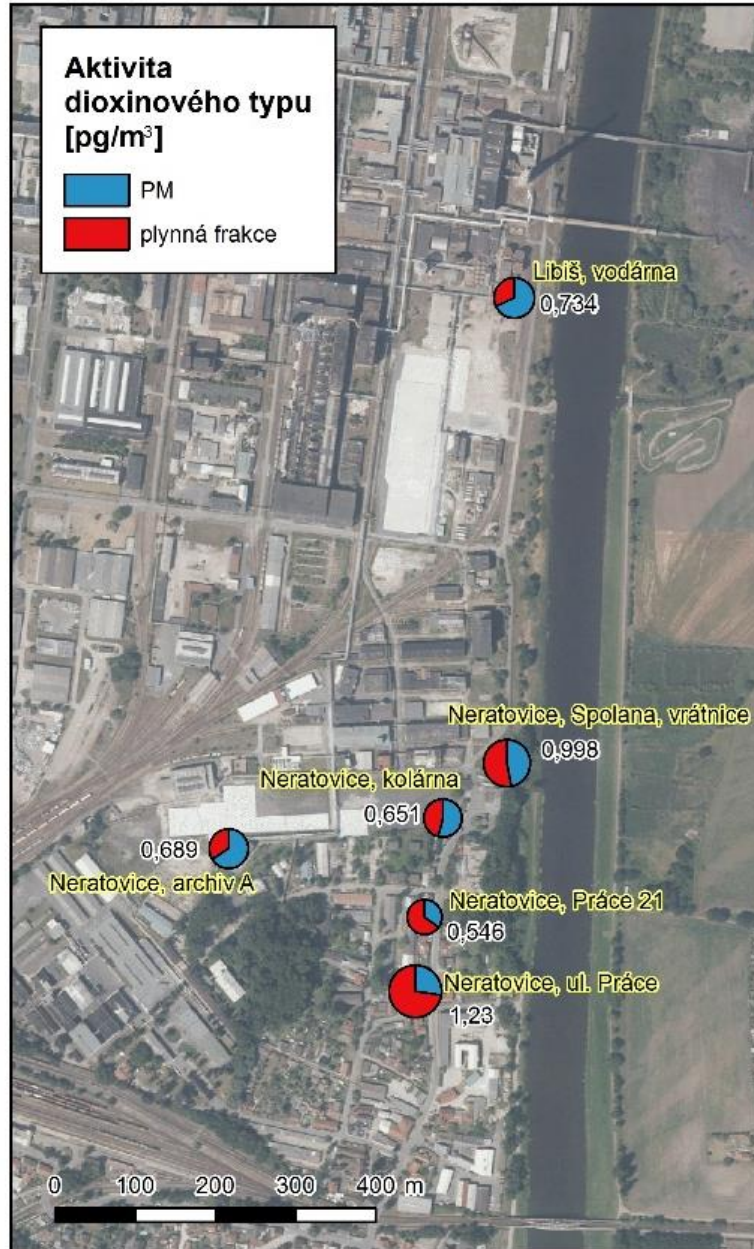 Aktivita
dioxinového typu
[pg/m³]
PM
plynná frakce
Libiš, vodárna
0,734
Neratovice, Spolana, vrátnice
0,998
Neratovice, kolárna
0,651
0,689
Neratovice, archiv A
Neratovice, Práce 21
0,546
Neratovice, ul. Práce
1,23
0 100 200 300 400 m